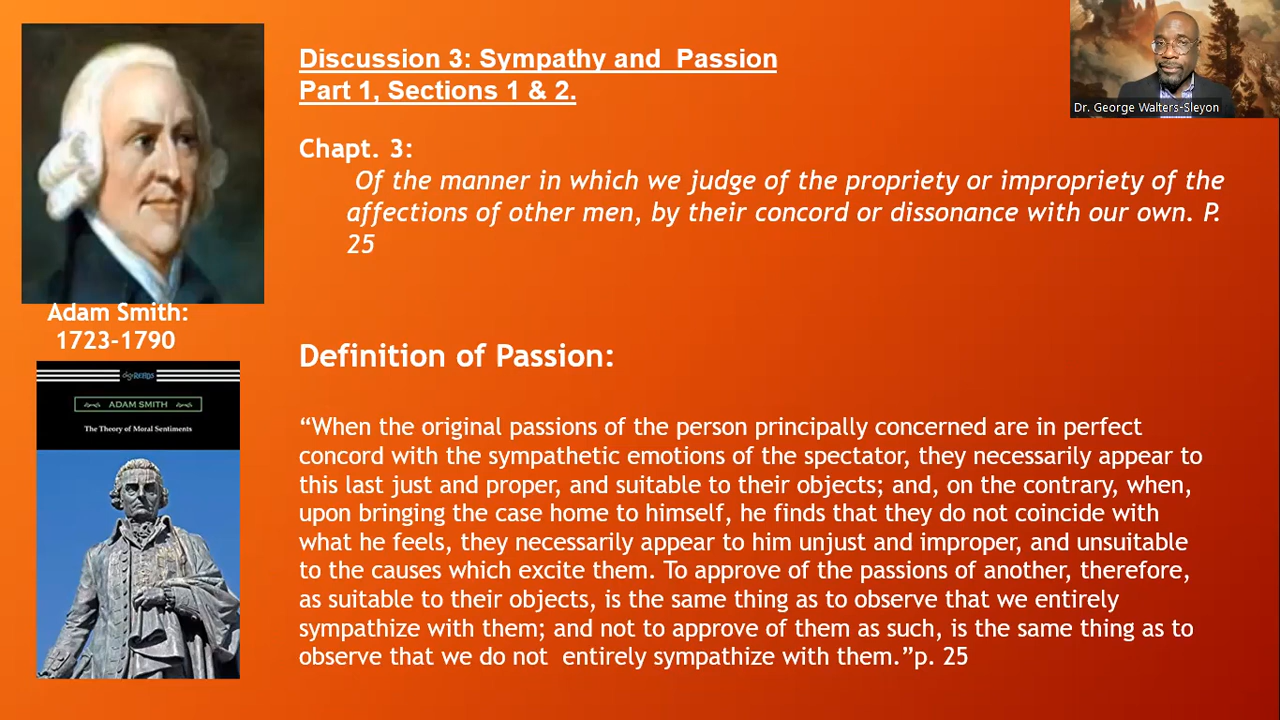 Discussion 3: Sympathy and  Passion
Part 1, Sections 1 & 2.
Dr. George Walters-Sleyon
Chapt. 3:
Of the manner in which we judge of the propriety or impropriety of the
affections of other men, by their concord or dissonance with our own. P.
25
Adam Smith:
1723-1790
Definition of Passion:
ADAM SMITH
The Theory of Moral Sentiments
“When the original passions of the person principally concerned are in perfect
concord with the sympathetic emotions of the spectator, they necessarily appear to
this last just and proper, and suitable to their objects; and, on the contrary, when,
upon bringing the case home to himself, he finds that they do not coincide with
what he feels, they necessarily appear to him unjust and improper, and unsuitable
to the causes which excite them. To approve of the passions of another, therefore,
as suitable to their objects, is the same thing as to observe that we entirely
sympathize with them; and not to approve of them as such, is the same thing as to
observe that we do not  entirely sympathize with them.”p. 25